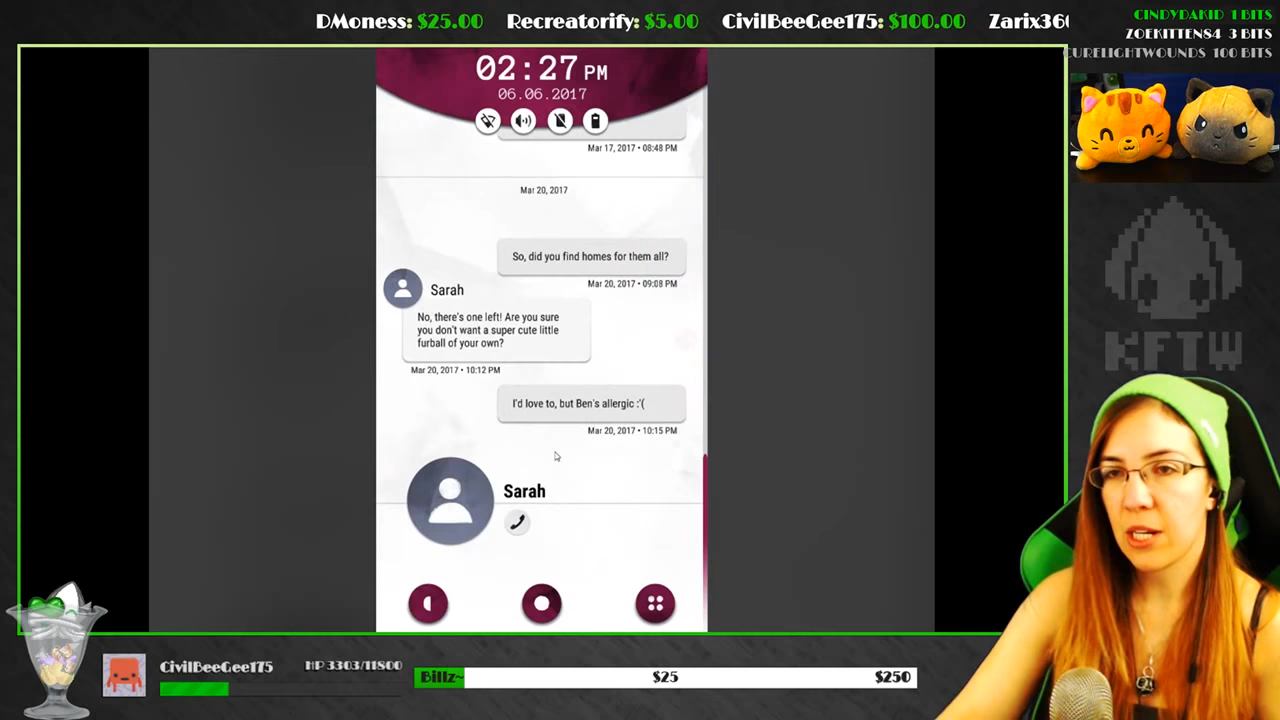 DMoness: $25.00 Recreatorify: $5.00 CivilBeeGee175: $100.00 Zarix36
CINDYDAKID 1 BITS
ZOEKITTENS4 3 BITS
CURELIGHTWOUNDS 100 BITS
02:27 PM
06.06.2017
Mar 17, 2017 • 08:48 PM
Mar 20, 2017
So, did you find homes for them all?
Mar 20, 2017 • 09:08 PM
Sarah
No, there's one left! Are you sure
you don't want a super cute little
furball of your own?
Mar 20, 2017 • 10:12 PM
I'd love to, but Ben's allergic :'(
Mar 20, 2017 • 10:15 PM
Sarah
KFTW
CivilBeeGee175 HP 3303/11800
Billz~ $25 $250